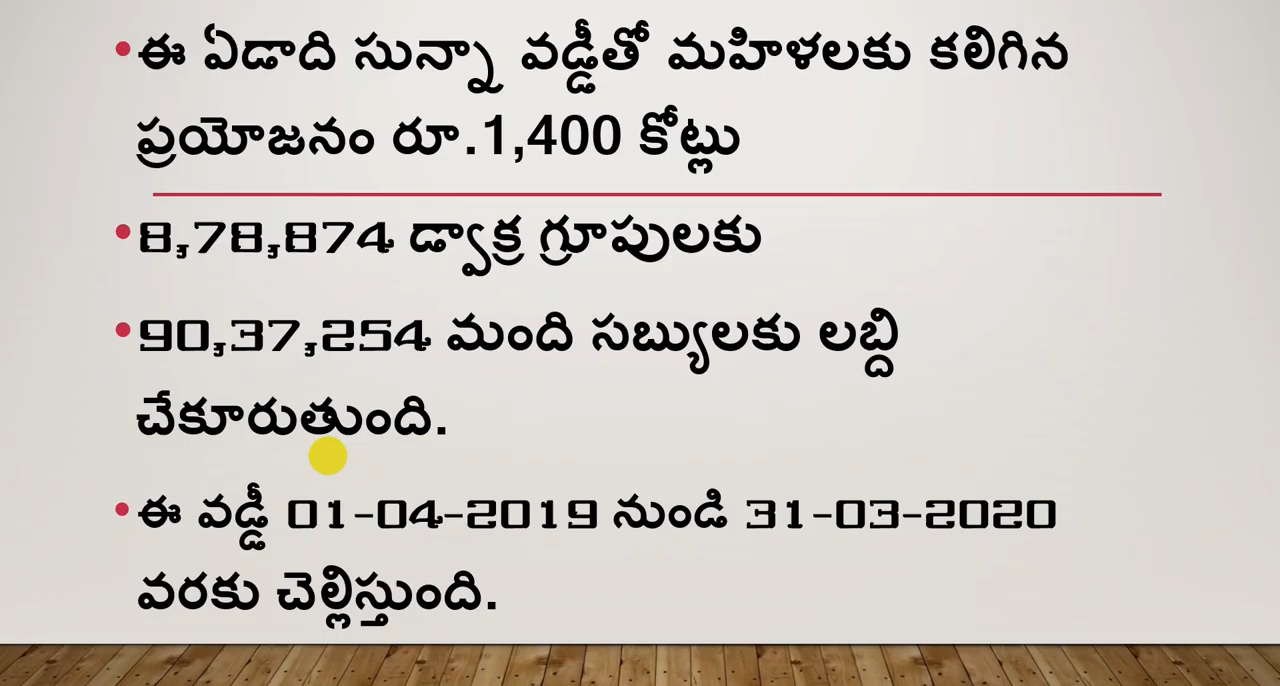 •ఈ ఏడాది సున్నా వడ్డీతో మహిళలకు కలిగిన
ప్రయోజనం రూ.1,400 కోట్లు
•8,78,874 డ్వాక్ర గ్రూపులకు
•90,37,254 మంది సబ్యులకు లబ్ది
చేకూరుతుంది.
•ఈ వడ్డీ 01-04-2019 నుండి 31-03-2020
వరకు చెల్లిస్తుంది.